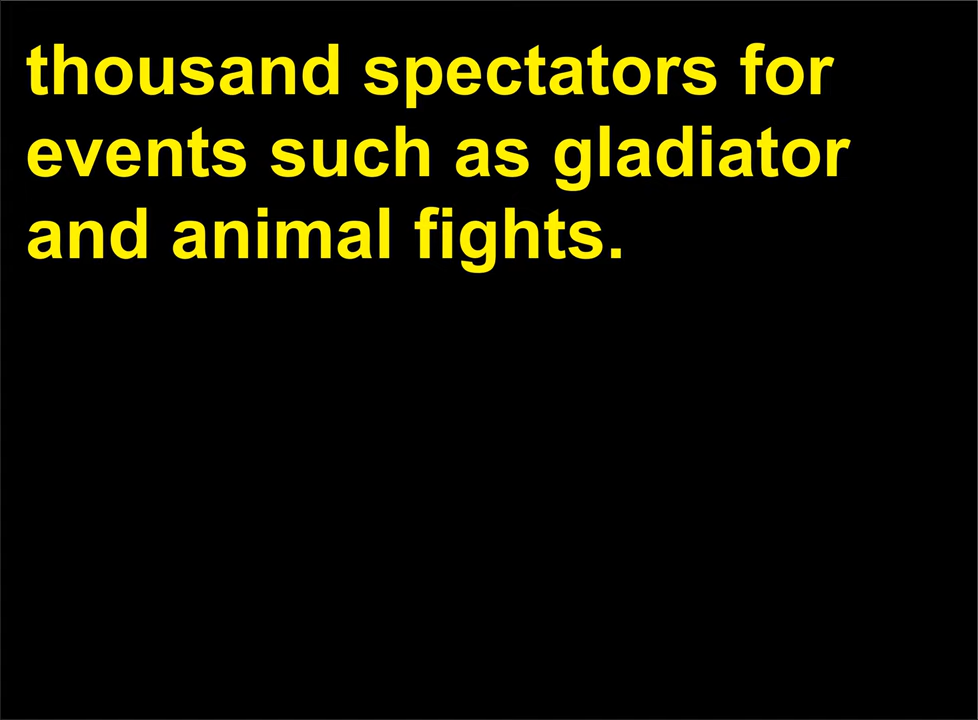 thousand spectators for
events such as gladiator
and animal fights.